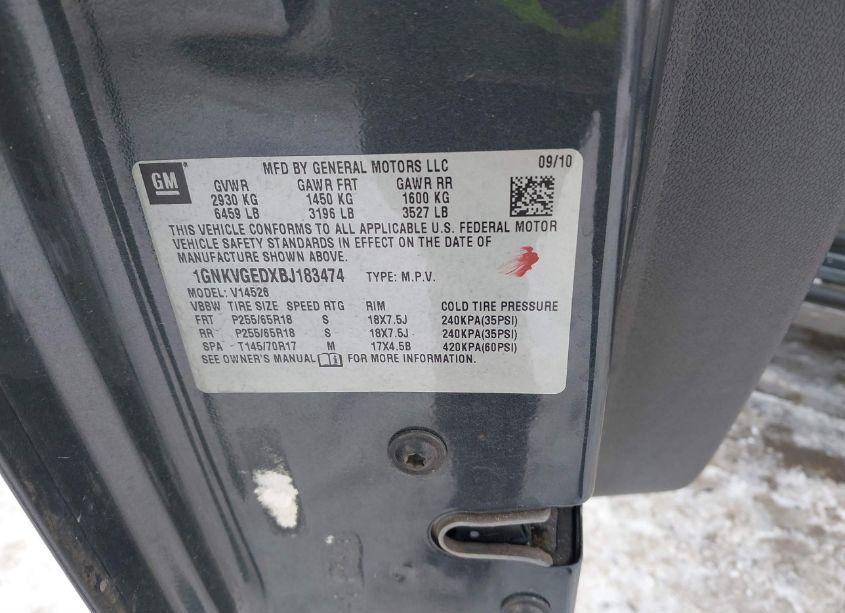 GM
MFD BY GENERAL MOTORS LLC 09/10
GVWR GAWR FRT GAWR RR
2930 KG 1450 KG 1600 KG
6459 LB 3196 LB 3527 LB
THIS VEHICLE CONFORMS TO ALL APPLICABLE U.S. FEDERAL MOTOR
VEHICLE SAFETY STANDARDS IN EFFECT ON THE DATE OF
MANUFACTURE SHOWN ABOVE.
1GNKVGEDXBJ183474 TYPE: M.P.V.
MODEL: V14526
VBBW TIRE SIZE SPEED RTG RIM COLD TIRE PRESSURE
FRT P255/65R18 S 18X7.5J 240KPA(35PSI)
RR P255/65R18 S 18X7.5J 240KPA(35PSI)
SPA T145/70R17 M 17X4.5B 420KPA(60PSI)
SEE OWNER'S MANUAL FOR MORE INFORMATION.